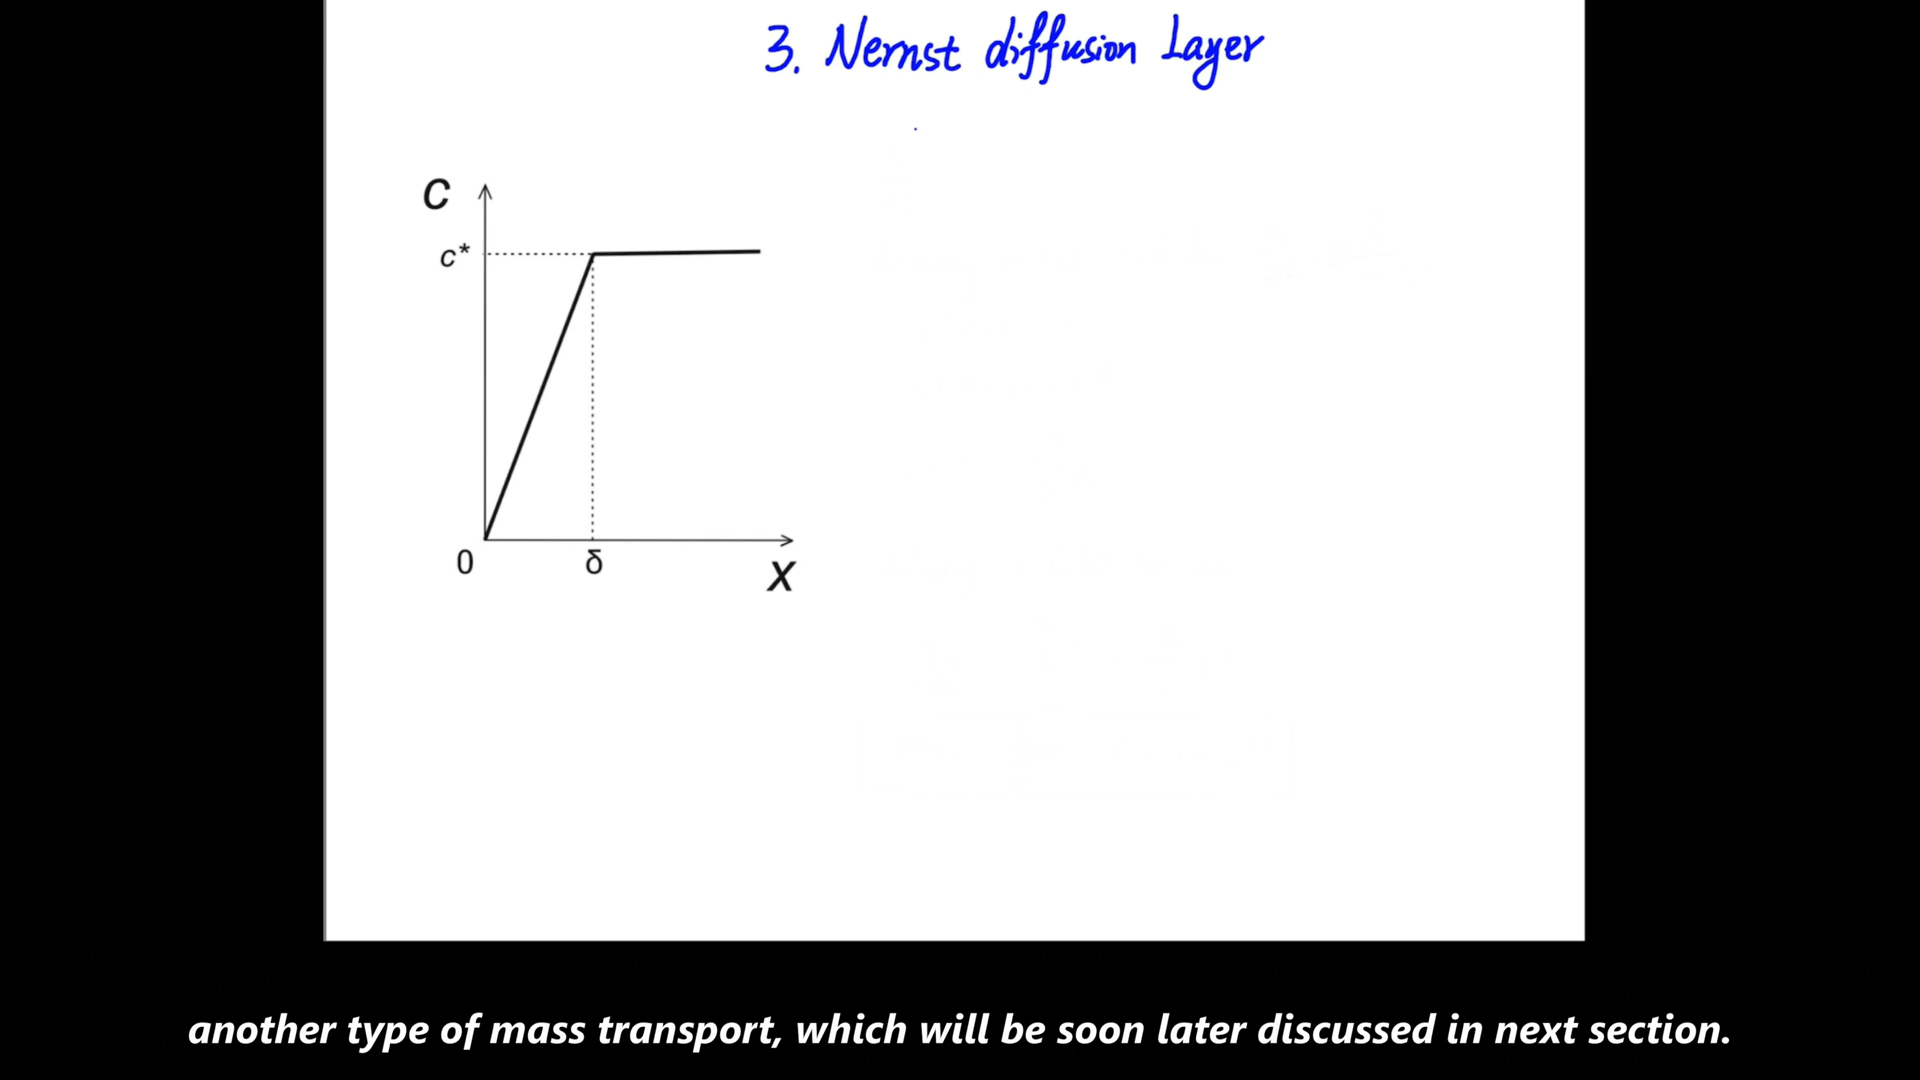 3. Nernst diffusion Layer
C
c*
0
δ
X
another type of mass transport, which will be soon later discussed in next section.